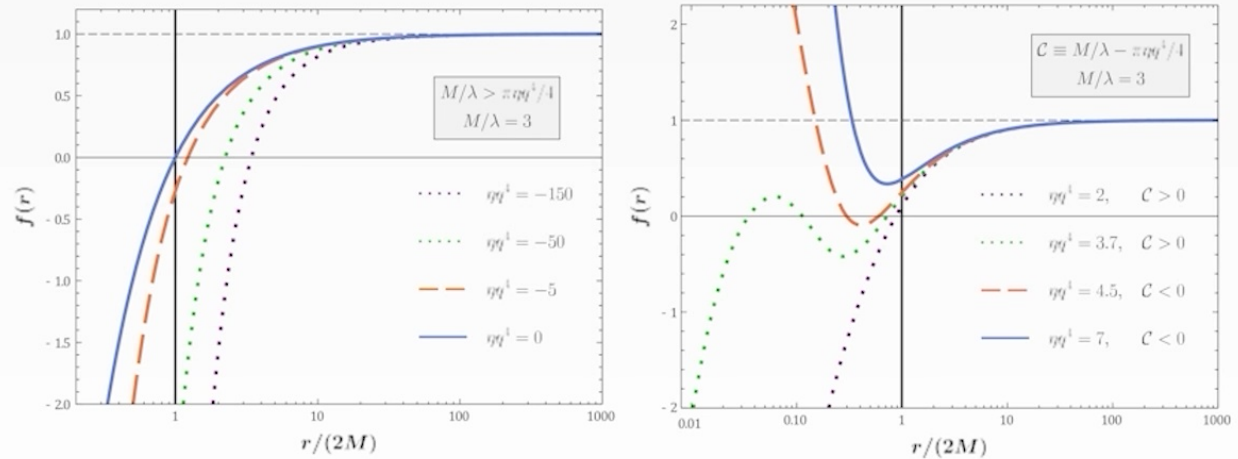 1.0
0.5
0.0
- 0.5
- 1.0
- 1.5
- 2.0
f(r)
M/λ > πηq⁴/4
M/λ = 3
ηq⁴ = −150
ηq⁴ = −50
ηq⁴ = −5
ηq⁴ = 0
1 10 100 1000
r/(2M)
2
1
0
- 1
- 2
f(r)
𝒞 ≡ M/λ − πηq⁴/4
M/λ = 3
ηq⁴ = 2, 𝒞 > 0
ηq⁴ = 3.7, 𝒞 > 0
ηq⁴ = 4.5, 𝒞 < 0
ηq⁴ = 7, 𝒞 < 0
0.01 0.10 1 10 100 1000
r/(2M)